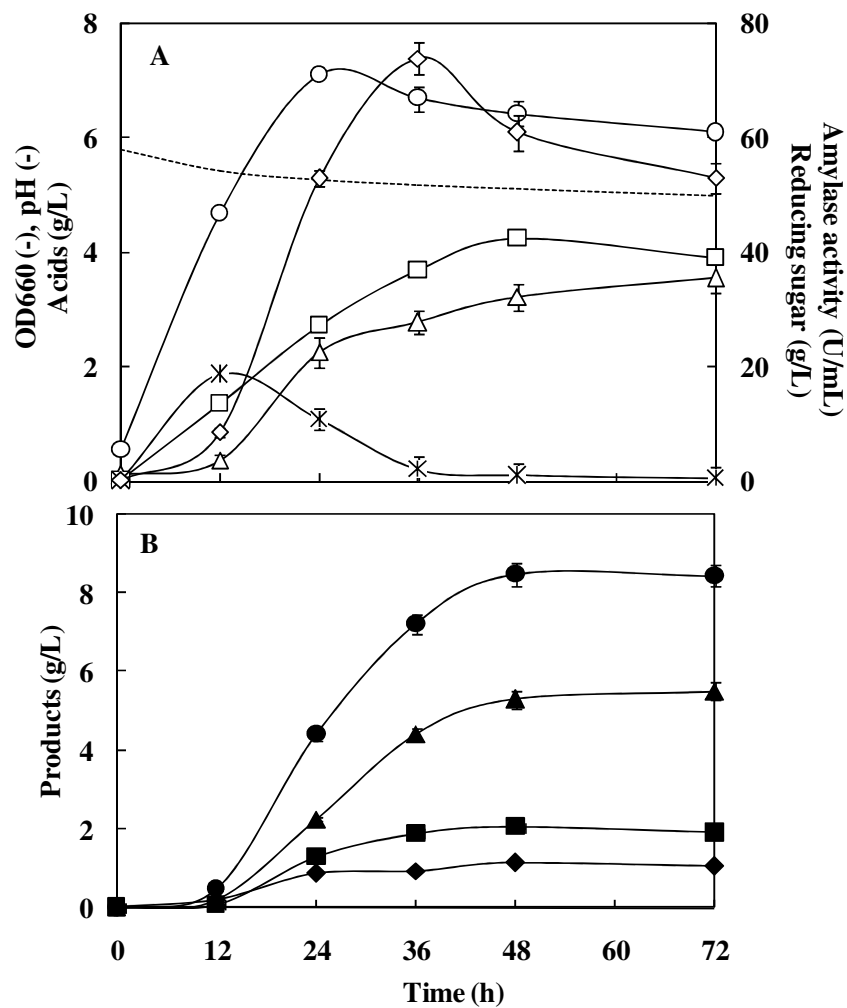 A
8
6
4
2
0
OD660 (-), pH (-)
Acids (g/L)
80
60
40
20
0
Amylase activity (U/mL)
Reducing sugar (g/L)
B
10
8
6
4
2
0
Products (g/L)
0 12 24 36 48 60 72
Time (h)